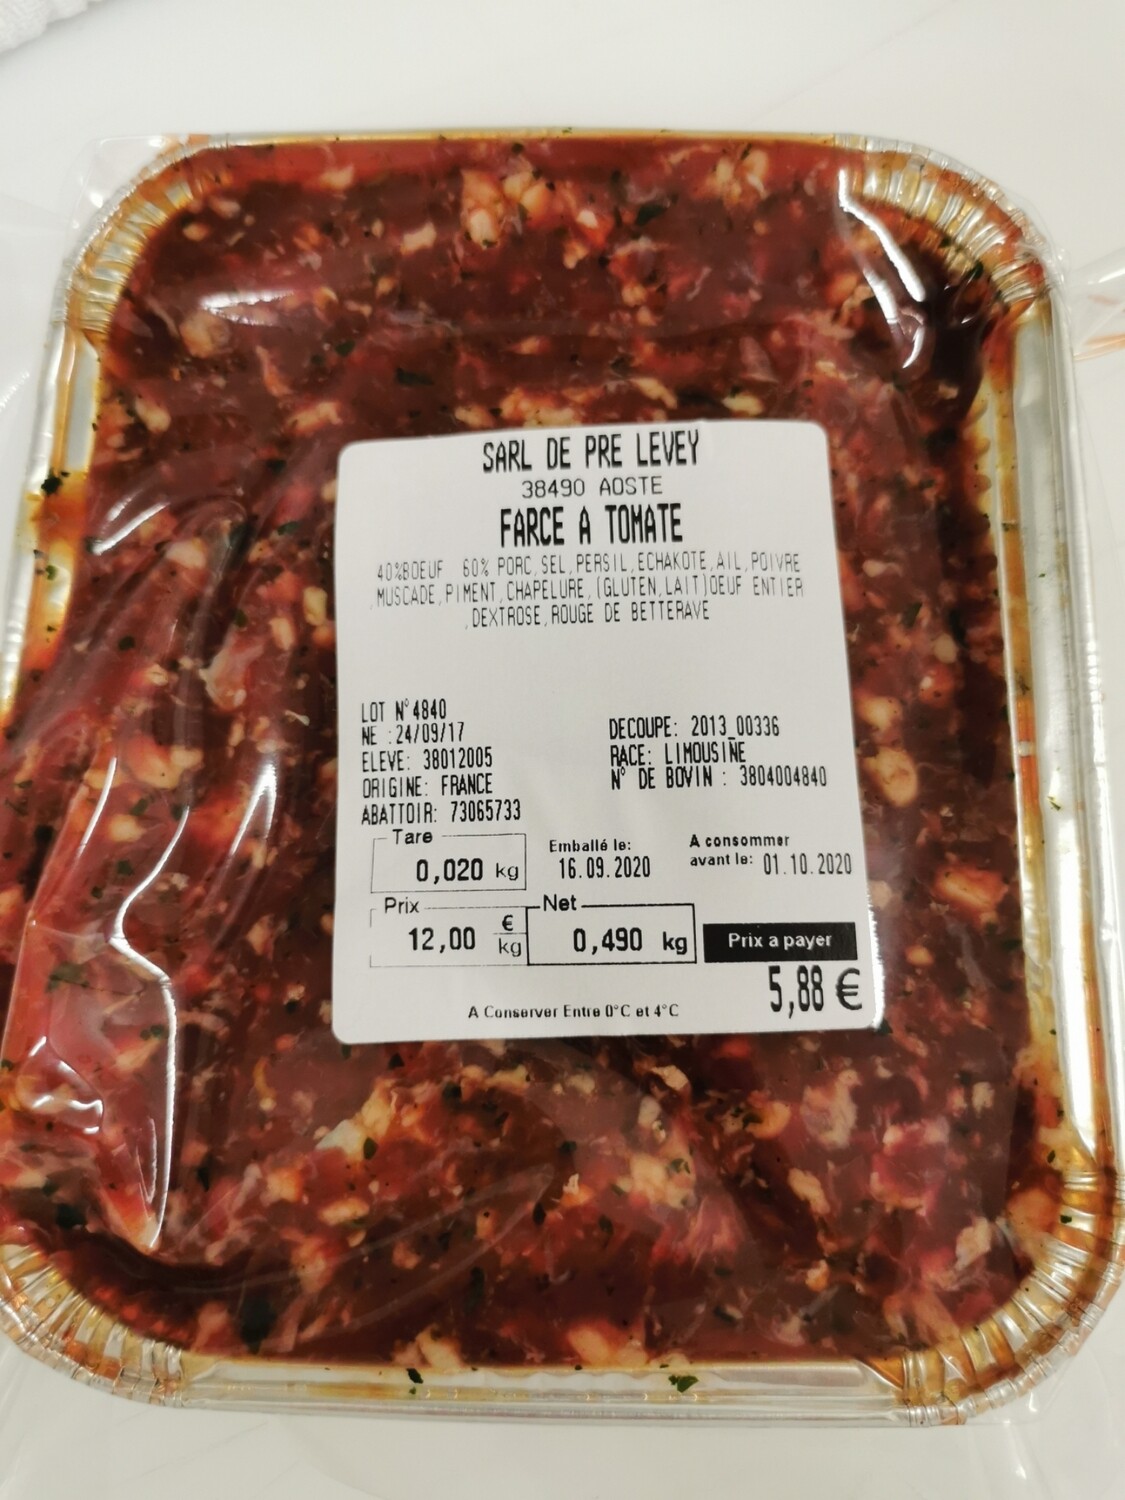 SARL DE PRE LEVEY
38490 AOSTE
FARCE A TOMATE
40%BOEUF 60% PORC,SEL,PERSIL,ECHAKOTE,AIL,POIVRE
,MUSCADE,PIMENT,CHAPELURE,(GLUTEN,LAIT)OEUF ENTIER
,DEXTROSE,ROUGE DE BETTERAVE
LOT N°4840
NE :24/09/17
ELEVE: 38012005
ORIGINE: FRANCE
ABATTOIR: 73065733
DECOUPE: 2013_00336
RACE: LIMOUSINE
N° DE BOVIN : 3804004840
Tare
0,020 kg
Emballé le:
16.09.2020
A consommer
avant le: 01.10.2020
Prix
12,00 €/kg
Net
0,490 kg
Prix a payer
5,88 €
A Conserver Entre 0°C et 4°C